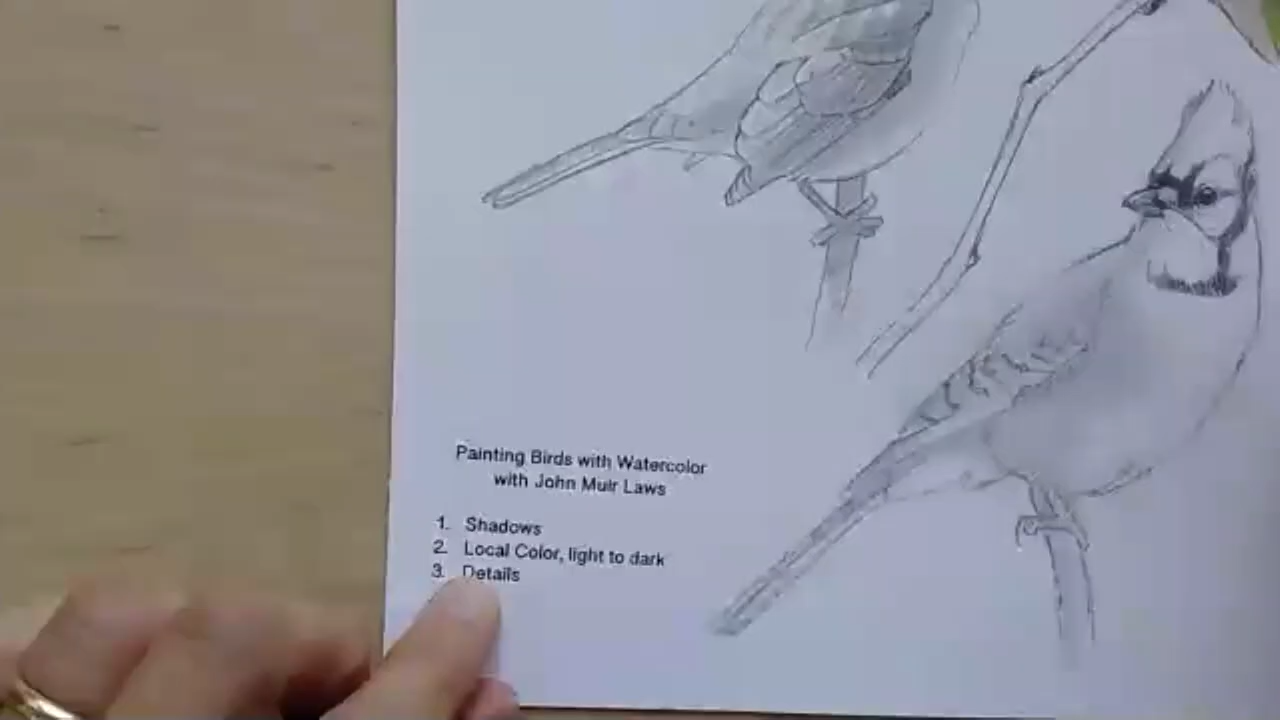 Painting Birds with Watercolor
with John Muir Laws
1. Shadows
2. Local Color, light to dark
3. Details